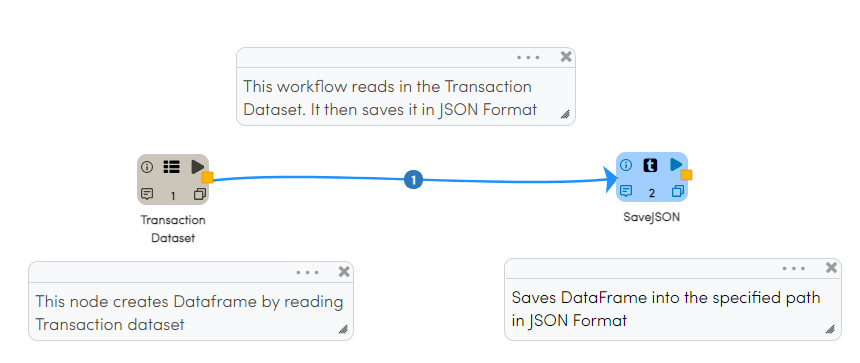 This workflow reads in the Transaction
Dataset. It then saves it in JSON Format
1
1
2
Transaction
Dataset
SaveJSON
This node creates Dataframe by reading
Transaction dataset
Saves DataFrame into the specified path
in JSON Format